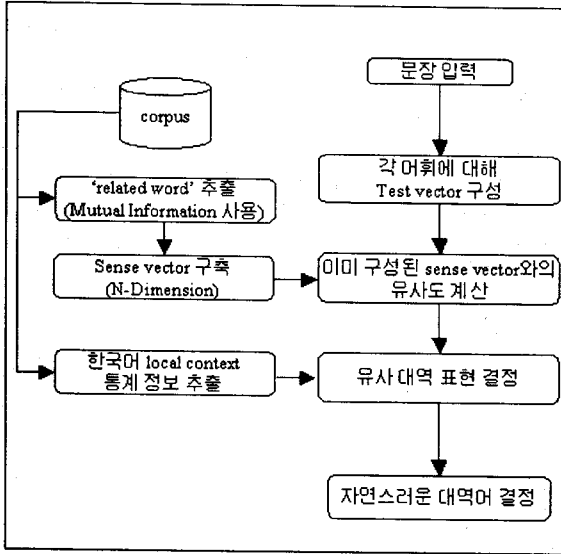 문장 입력
corpus
각 어휘에 대해
Test vector 구성
‘related word’ 추출
(Mutual Information 사용)
Sense vector 구축
(N-Dimension)
이미 구성된 sense vector와의
유사도 계산
한국어 local context
통계 정보 추출
유사 대역 표현 결정
자연스러운 대역어 결정